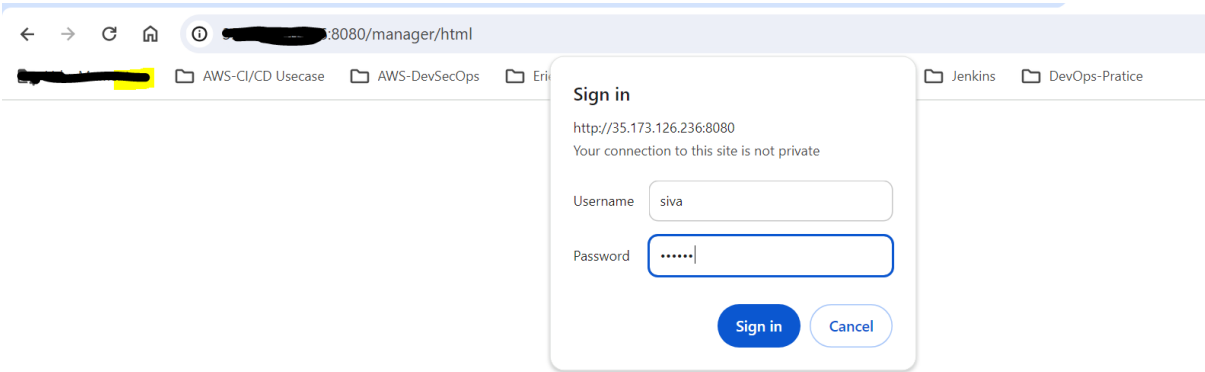 :8080/manager/html
AWS-CI/CD Usecase AWS-DevSecOps Eri Jenkins DevOps-Pratice
Sign in
http://35.173.126.236:8080
Your connection to this site is not private
Username siva
Password ••••••
Sign in Cancel